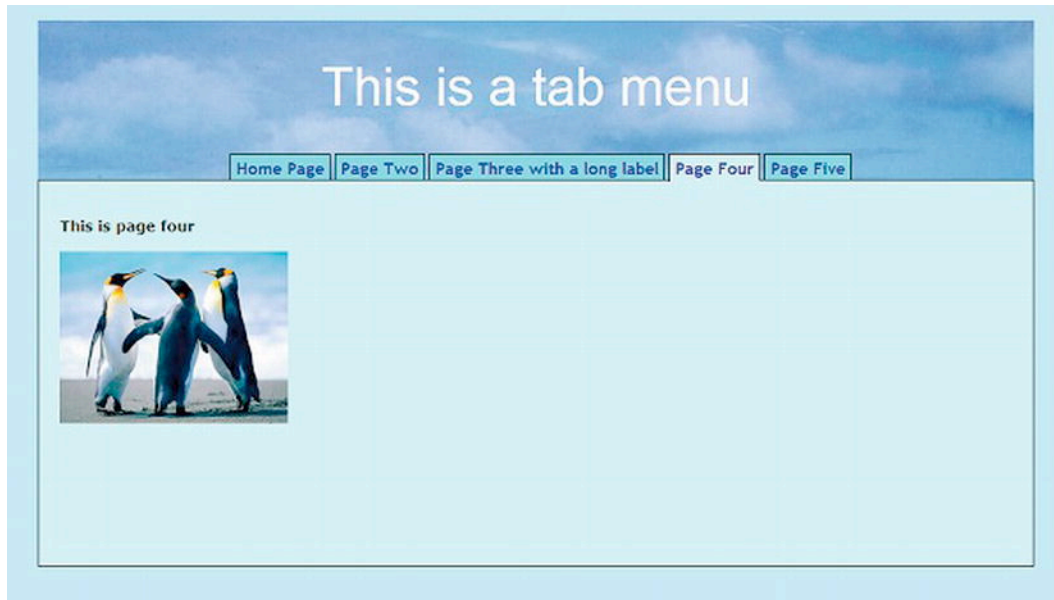 This is a tab menu
Home Page Page Two Page Three with a long label Page Four Page Five
This is page four